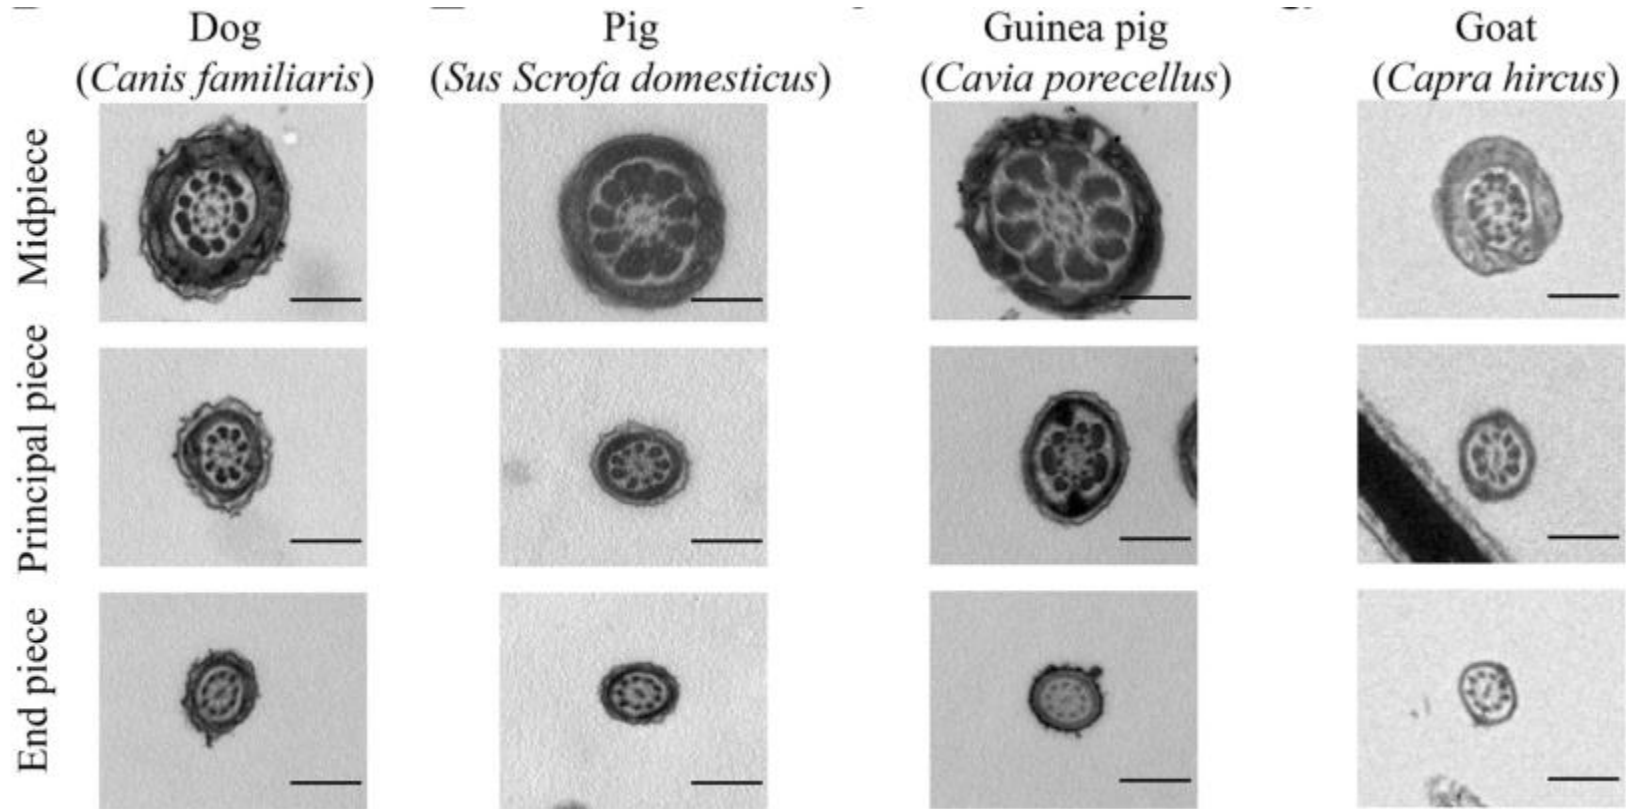 Dog
(Canis familiaris)
Pig
(Sus Scrofa domesticus)
Guinea pig
(Cavia porecellus)
Goat
(Capra hircus)
Midpiece
Principal piece
End piece